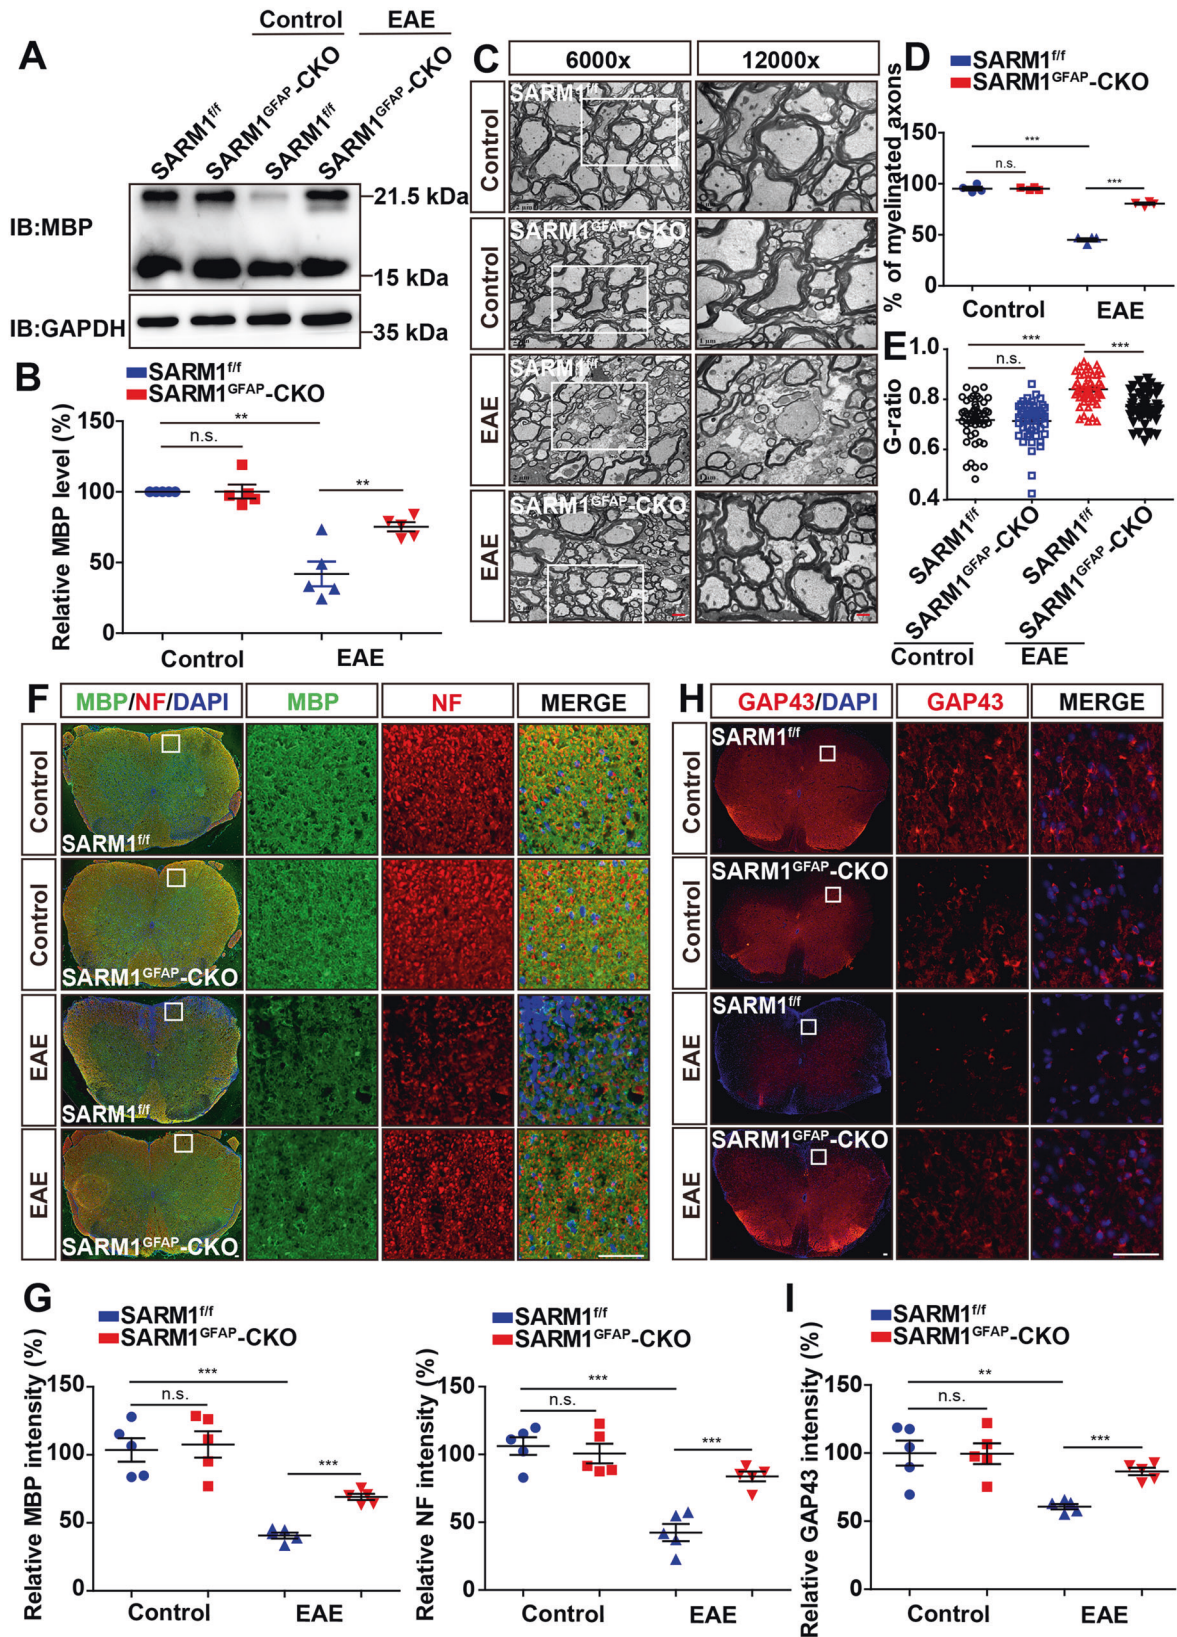 A
Control EAE
SARM1f/f
SARM1GFAP-CKO
SARM1f/f
SARM1GFAP-CKO
IB:MBP
21.5 kDa
15 kDa
IB:GAPDH
35 kDa
B
SARM1f/f
SARM1GFAP-CKO
Relative MBP level (%)
150
100
50
0
**
n.s.
**
Control EAE
C
6000x 12000x
Control
SARM1f/f
Control
SARM1GFAP-CKO
EAE
SARM1f/f
EAE
SARM1GFAP-CKO
D
SARM1f/f
SARM1GFAP-CKO
% of myelinated axons
150
100
50
0
***
n.s.
***
Control EAE
E
G-ratio
1.0
0.8
0.6
0.4
***
n.s.
***
SARM1f/f
SARM1GFAP-CKO
SARM1f/f
SARM1GFAP-CKO
Control EAE
F
MBP/NF/DAPI MBP NF MERGE
Control
SARM1f/f
Control
SARM1GFAP-CKO
EAE
SARM1f/f
EAE
SARM1GFAP-CKO
H
GAP43/DAPI GAP43 MERGE
Control
SARM1f/f
Control
SARM1GFAP-CKO
EAE
SARM1f/f
EAE
SARM1GFAP-CKO
G
SARM1f/f
SARM1GFAP-CKO
Relative MBP intensity (%)
150
100
50
0
***
n.s.
***
Control EAE
SARM1f/f
SARM1GFAP-CKO
Relative NF intensity (%)
150
100
50
0
***
n.s.
***
Control EAE
I
SARM1f/f
SARM1GFAP-CKO
Relative GAP43 intensity (%)
150
100
50
0
**
n.s.
***
Control EAE